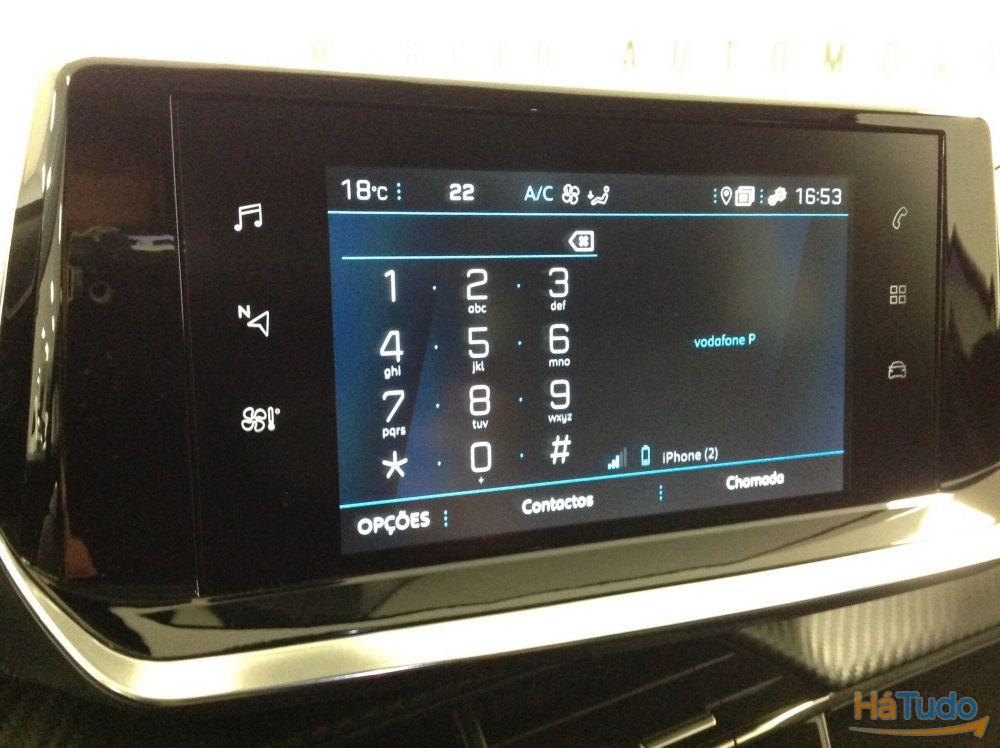 AUTOMO
18°C 22 A/C 16:53
1 2 3
abc def
4 5 6
ghi jkl mno
vodafone P
7 8 9
pqrs tuv wxyz
* 0 #
+
iPhone (2)
OPÇÕES Contactos Chamada
N
HáTudo